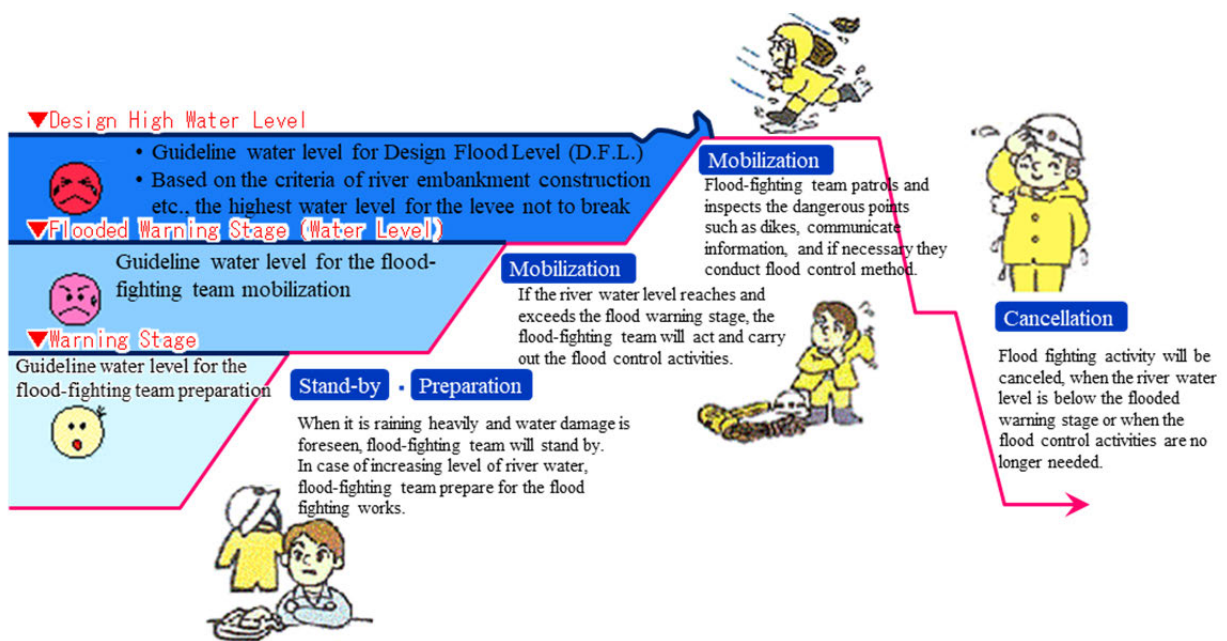 ▼Design High Water Level
• Guideline water level for Design Flood Level (D.F.L.)
• Based on the criteria of river embankment construction
etc., the highest water level for the levee not to break
▼Flooded Warning Stage (Water Level)
Guideline water level for the flood-
fighting team mobilization
▼Warning Stage
Guideline water level for the
flood-fighting team preparation
Stand-by · Preparation
When it is raining heavily and water damage is
foreseen, flood-fighting team will stand by.
In case of increasing level of river water,
flood-fighting team prepare for the flood
fighting works.
Mobilization
If the river water level reaches and
exceeds the flood warning stage, the
flood-fighting team will act and carry
out the flood control activities.
Mobilization
Flood-fighting team patrols and
inspects the dangerous points
such as dikes, communicate
information, and if necessary they
conduct flood control method.
Cancellation
Flood fighting activity will be
canceled, when the river water
level is below the flooded
warning stage or when the
flood control activities are no
longer needed.